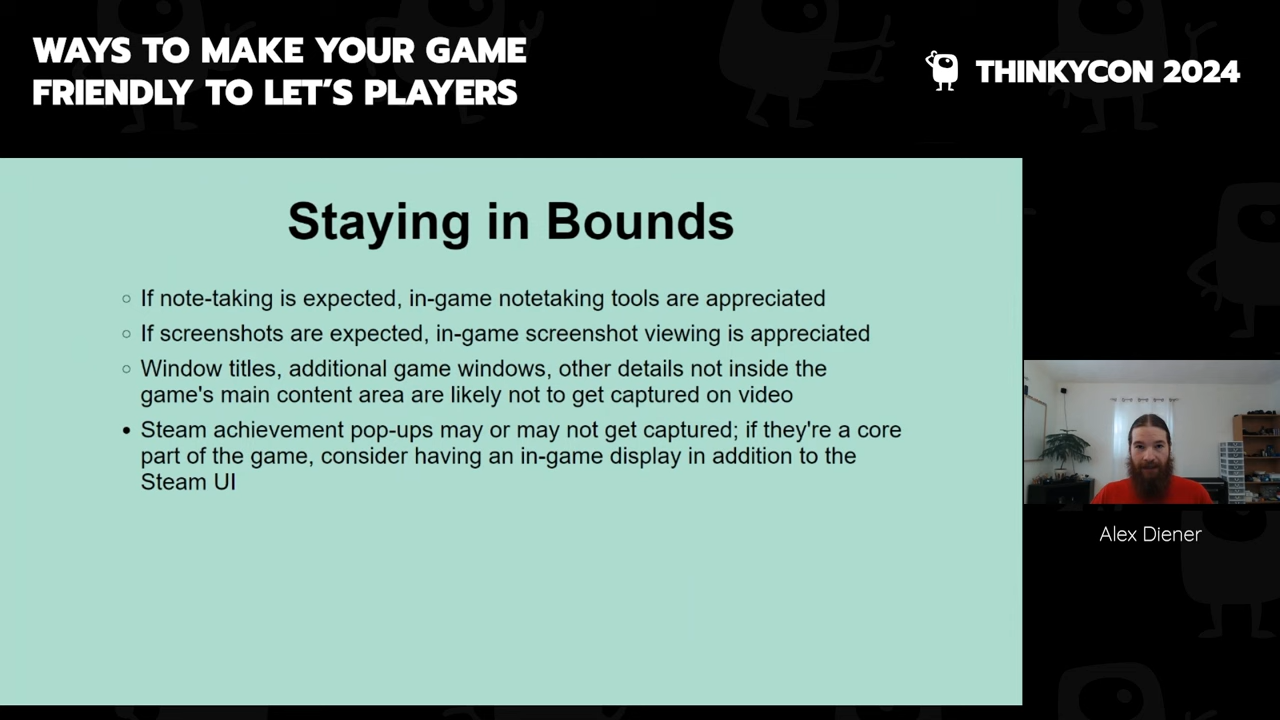 WAYS TO MAKE YOUR GAME
FRIENDLY TO LET'S PLAYERS
THINKYCON 2024
Staying in Bounds
If note-taking is expected, in-game notetaking tools are appreciated
If screenshots are expected, in-game screenshot viewing is appreciated
Window titles, additional game windows, other details not inside the
game's main content area are likely not to get captured on video
Steam achievement pop-ups may or may not get captured; if they're a core
part of the game, consider having an in-game display in addition to the
Steam UI
Alex Diener